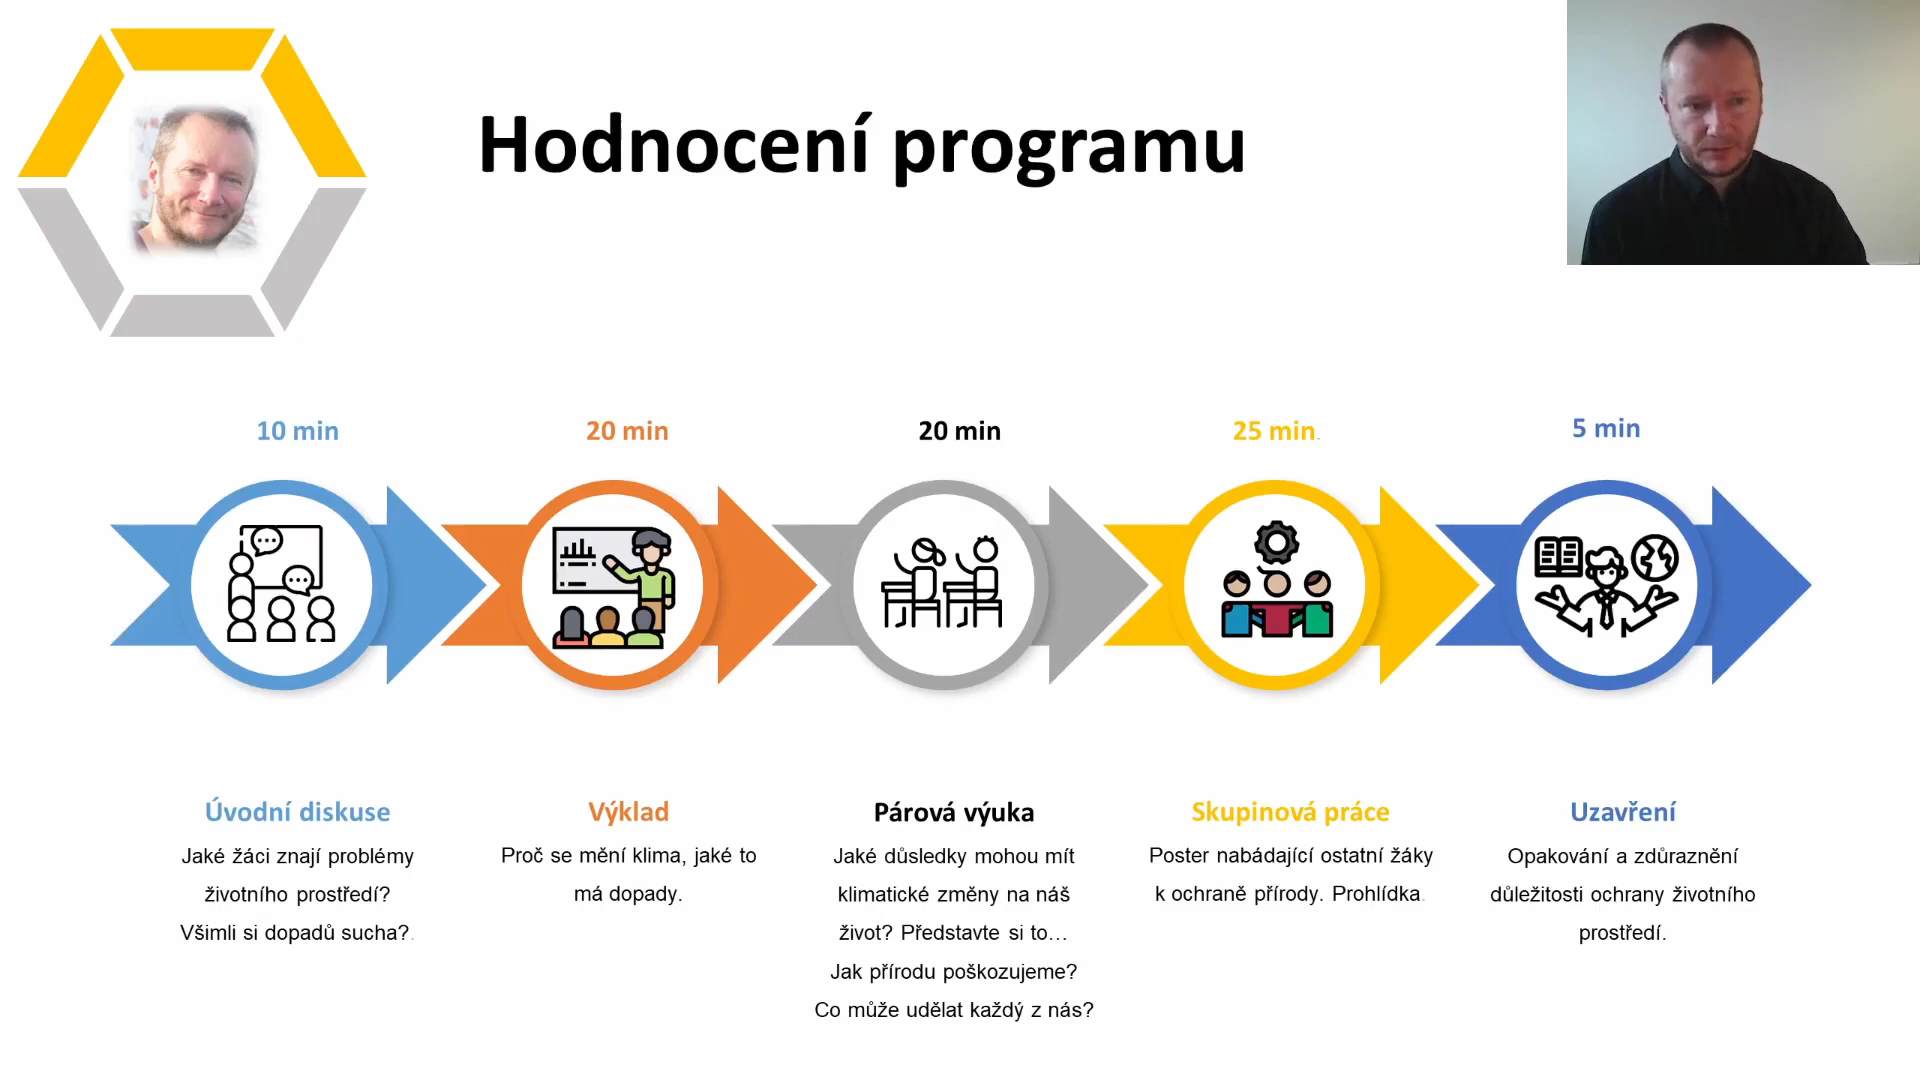 Hodnocení programu
10 min
20 min
20 min
25 min.
5 min
Úvodní diskuse
Jaké žáci znají problémy
životního prostředí?
Všimli si dopadů sucha?.
Výklad
Proč se mění klima, jaké to
má dopady.
Párová výuka
Jaké důsledky mohou mít
klimatické změny na náš
život? Představte si to...
Jak přírodu poškozujeme?
Co může udělat každý z nás?
Skupinová práce
Poster nabádající ostatní žáky
k ochraně přírody. Prohlídka.
Uzavření
Opakování a zdůraznění
důležitosti ochrany životního
prostředí.